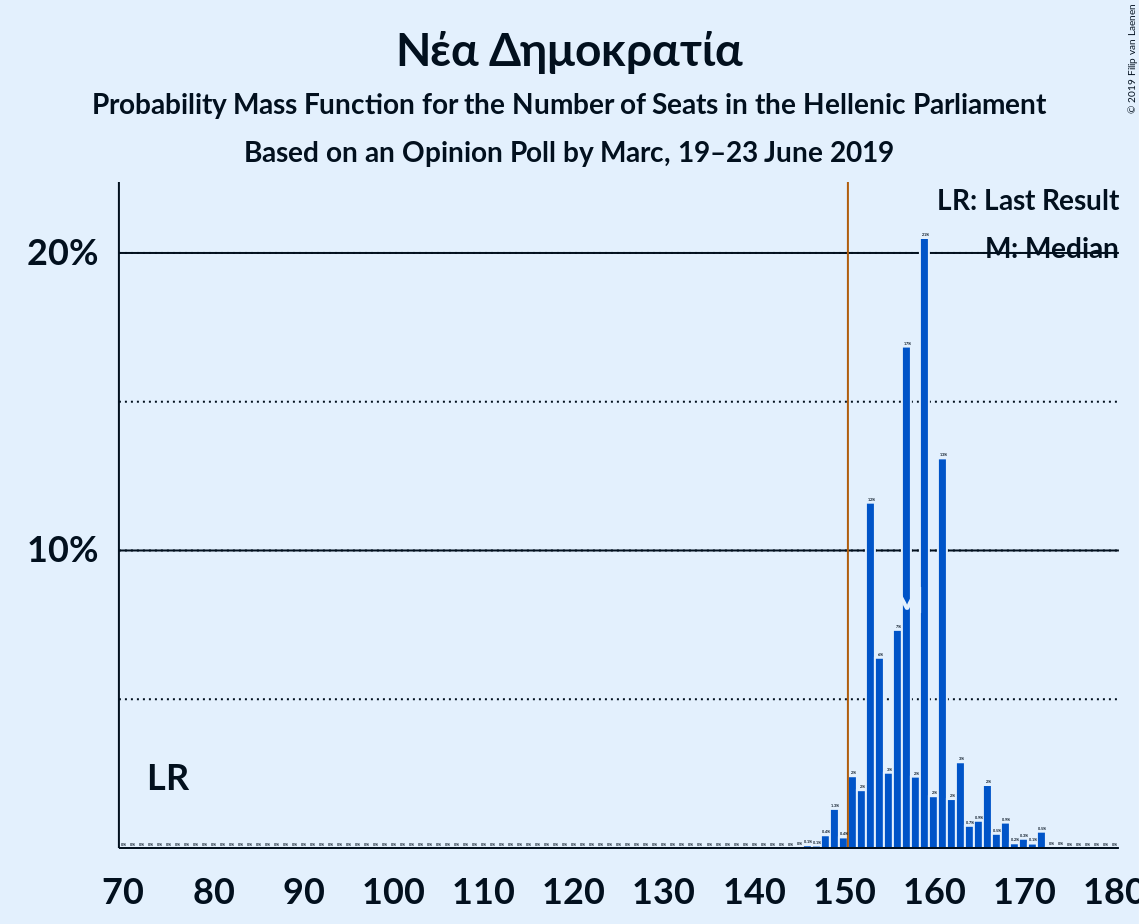 Νέα Δημοκρατία
Probability Mass Function for the Number of Seats in the Hellenic Parliament
Based on an Opinion Poll by Marc, 19–23 June 2019
© 2019 Filip van Laenen
LR: Last Result
M: Median
20%
10%
LR
70 80 90 100 110 120 130 140 150 160 170 180